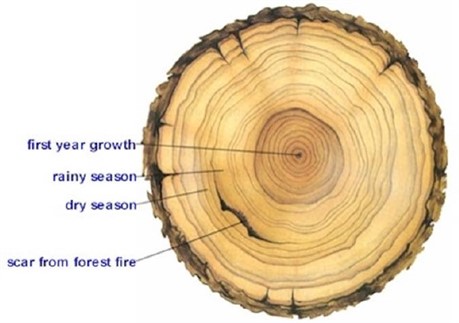 first year growth
rainy season
dry season
scar from forest fire